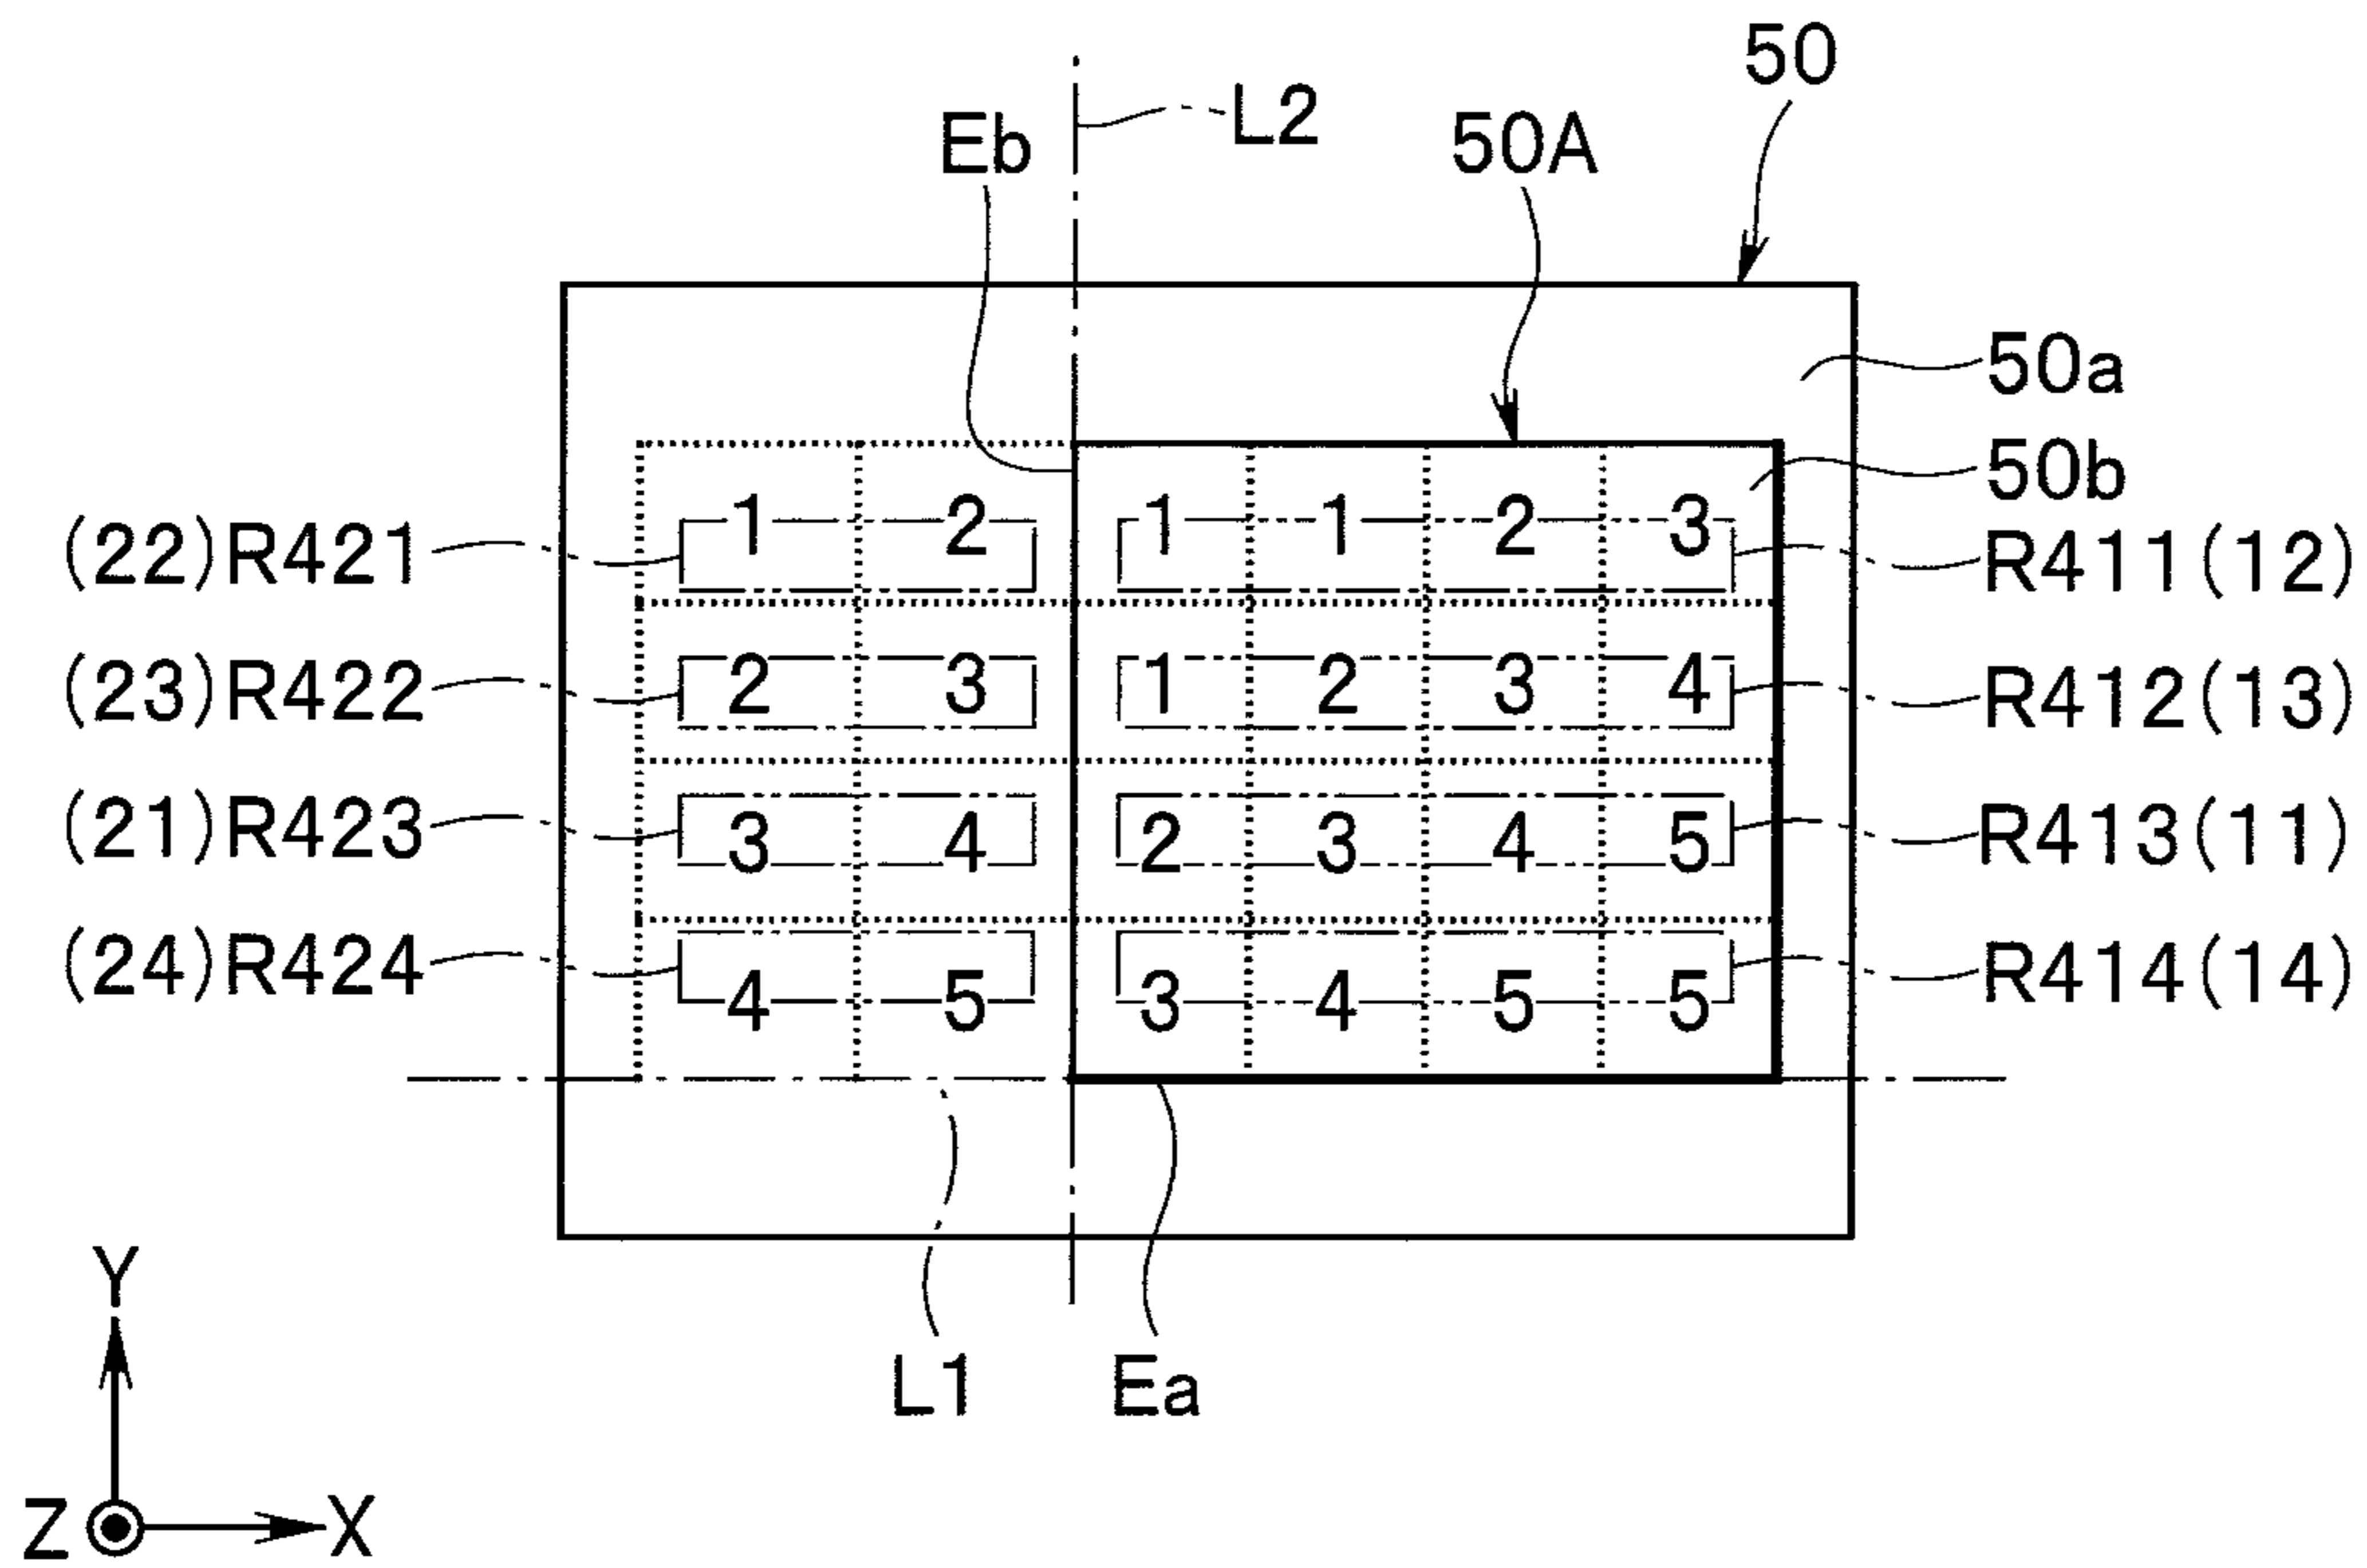 50
L2
Eb
50A
50a
50b
1 2 1 1 2 3
(22)R421
R411(12)
2 3 1 2 3 4
(23)R422
R412(13)
3 4 2 3 4 5
(21)R423
R413(11)
(24)R424
R414(14)
4 5 3 4 5 5
L1
Ea
Y
Z
X